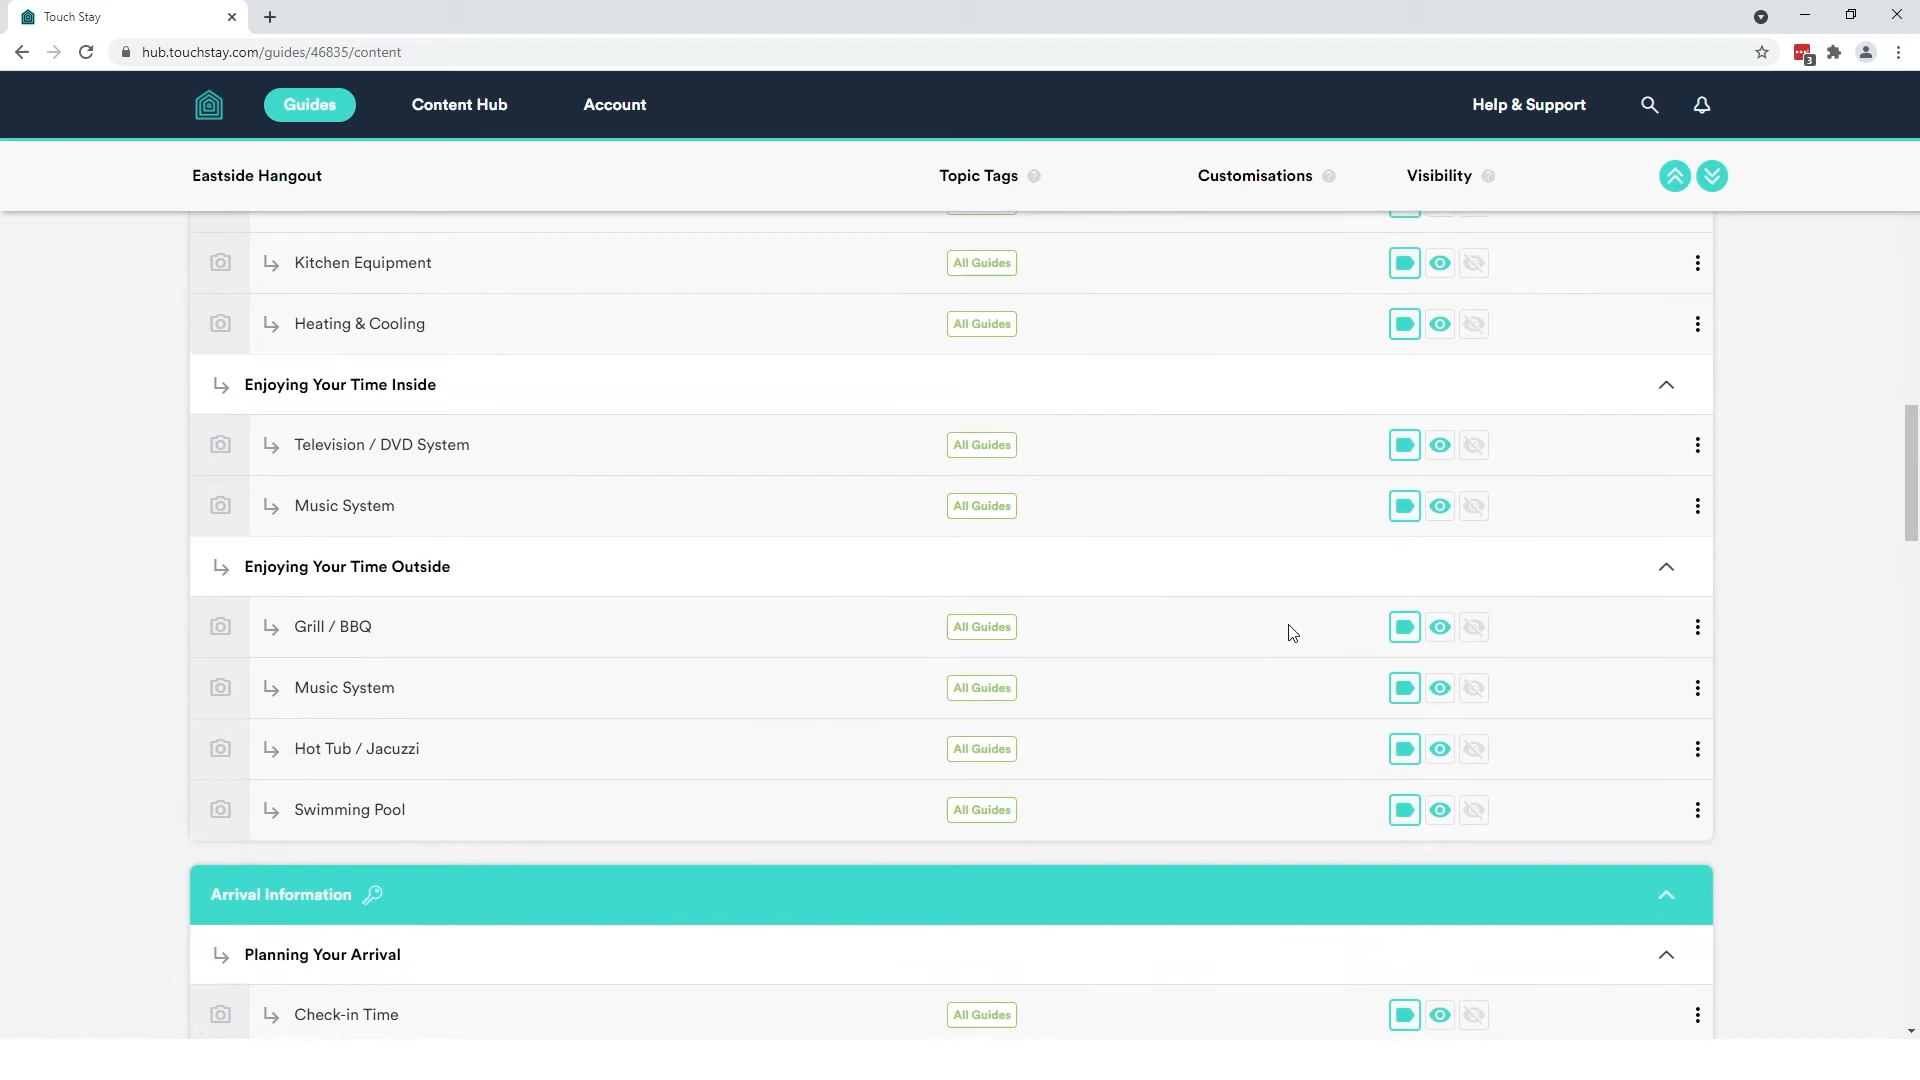 Touch Stay
hub.touchstay.com/guides/46835/content
3
Guides Content Hub Account Help & Support
Eastside Hangout Topic Tags ? Customisations ? Visibility ?
Kitchen Equipment All Guides
Heating & Cooling All Guides
Enjoying Your Time Inside
Television / DVD System All Guides
Music System All Guides
Enjoying Your Time Outside
Grill / BBQ All Guides
Music System All Guides
Hot Tub / Jacuzzi All Guides
Swimming Pool All Guides
Arrival Information
Planning Your Arrival
Check-in Time All Guides